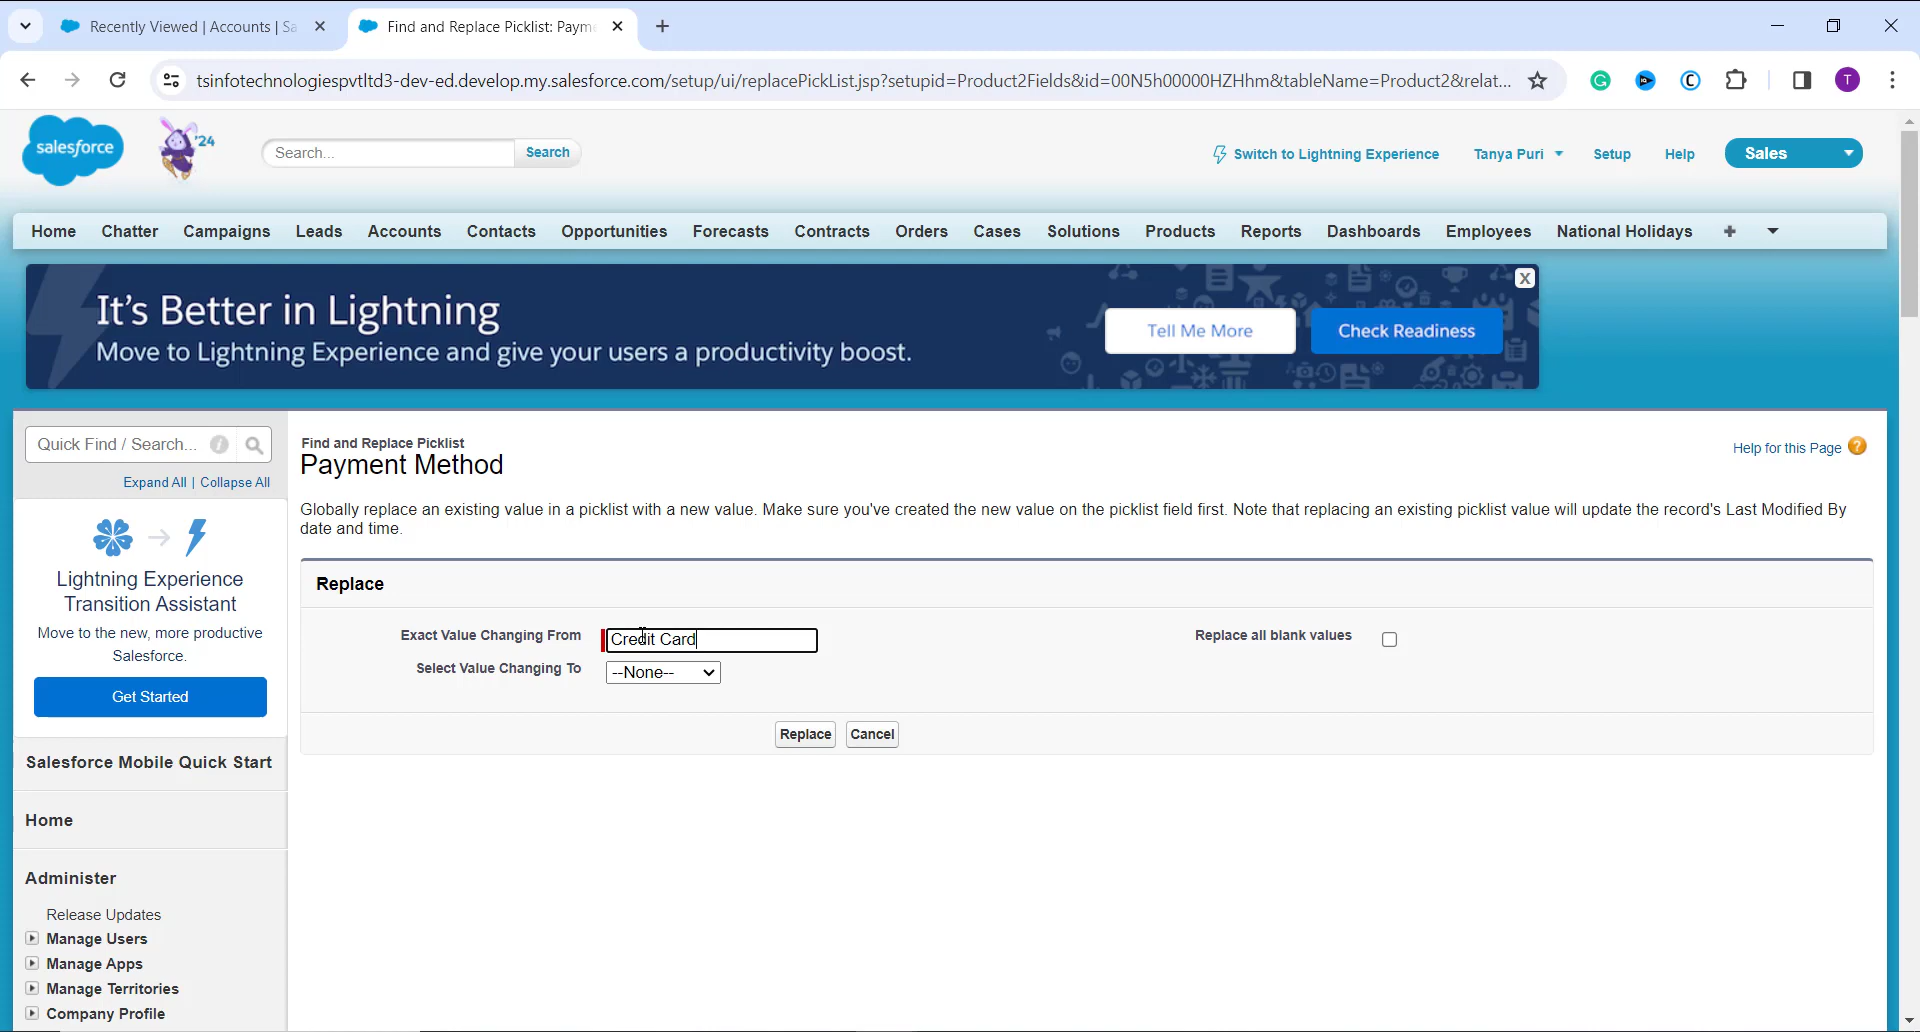 Recently Viewed | Accounts | Sa
Find and Replace Picklist: Payme
tsinfotechnologiespvtltd3-dev-ed.develop.my.salesforce.com/setup/ui/replacePickList.jsp?setupid=Product2Fields&id=00N5h00000HZHhm&tableName=Product2&relat...
T
salesforce
'24
Search...
Search
Switch to Lightning Experience
Tanya Puri
Setup
Help
Sales
Home
Chatter
Campaigns
Leads
Accounts
Contacts
Opportunities
Forecasts
Contracts
Orders
Cases
Solutions
Products
Reports
Dashboards
Employees
National Holidays
It's Better in Lightning
Move to Lightning Experience and give your users a productivity boost.
Tell Me More
Check Readiness
X
Quick Find / Search...
Expand All | Collapse All
Lightning Experience
Transition Assistant
Move to the new, more productive
Salesforce.
Get Started
Salesforce Mobile Quick Start
Home
Administer
Release Updates
Manage Users
Manage Apps
Manage Territories
Company Profile
Find and Replace Picklist
Payment Method
Help for this Page
Globally replace an existing value in a picklist with a new value. Make sure you've created the new value on the picklist field first. Note that replacing an existing picklist value will update the record's Last Modified By
date and time.
Replace
Exact Value Changing From
Credit Card
Replace all blank values
Select Value Changing To
--None--
Replace
Cancel